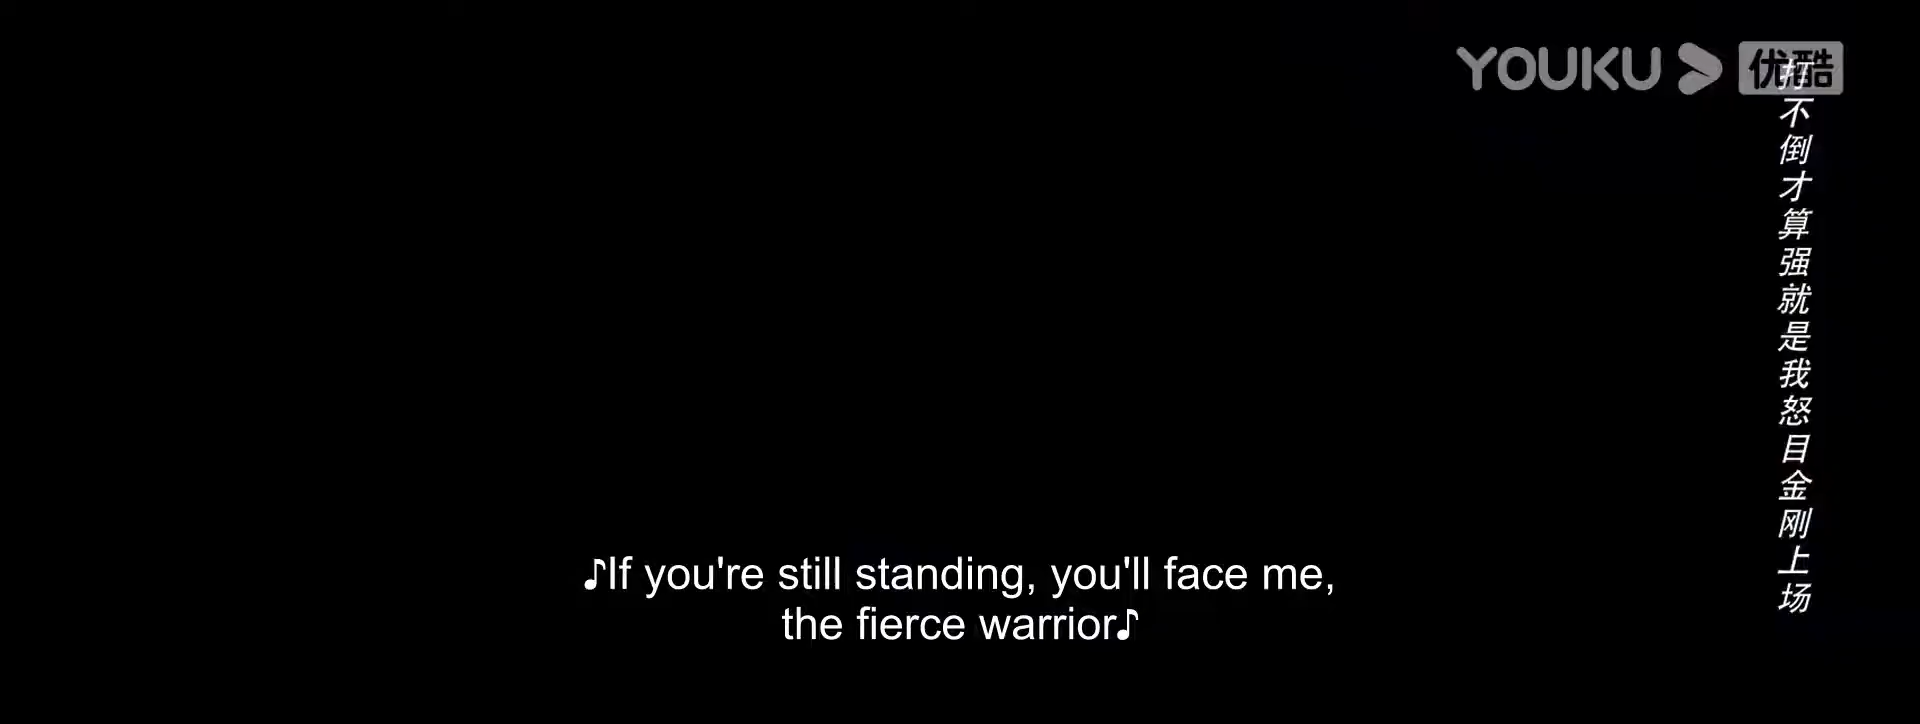 YOUKU 优酷
打不倒才算强就是我怒目金刚上场
♪If you're still standing, you'll face me,
the fierce warrior♪